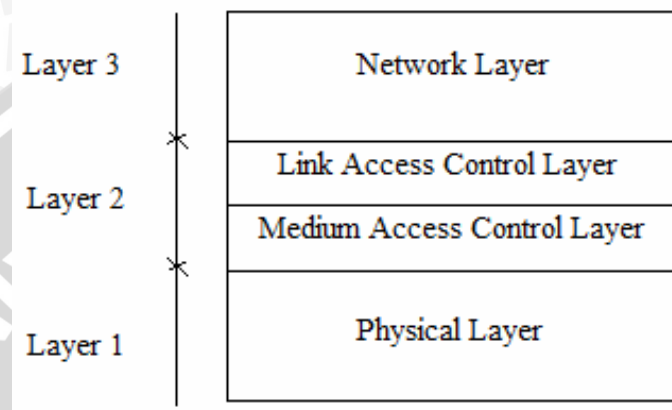 Layer 3
Network Layer
Link Access Control Layer
Layer 2
Medium Access Control Layer
Physical Layer
Layer 1